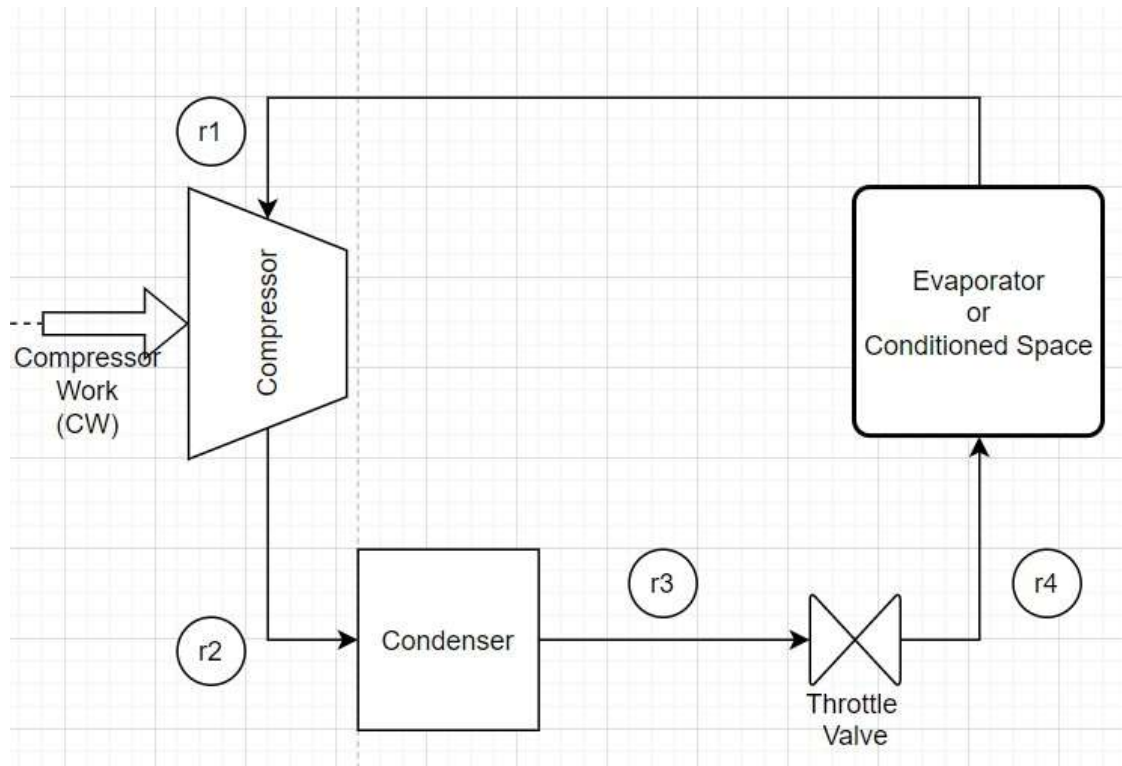 r1
Compressor
Compressor
Work
(CW)
Evaporator
or
Conditioned Space
r2
Condenser
r3
r4
Throttle
Valve